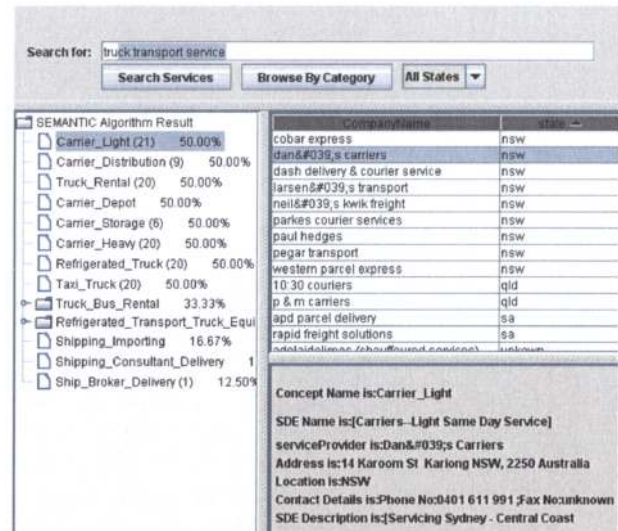 Search for: truck transport service
Search Services Browse By Category All States
SEMANTIC Algorithm Result
Carrier_Light (21) 50.00%
Carrier_Distribution (9) 50.00%
Truck_Rental (20) 50.00%
Carrier_Depot 50.00%
Carrier_Storage (6) 50.00%
Carrier_Heavy (20) 50.00%
Refrigerated_Truck (20) 50.00%
Taxi_Truck (20) 50.00%
Truck_Bus_Rental 33.33%
Refrigerated_Transport_Truck_Equi
Shipping_Importing 16.67%
Shipping_Consultant_Delivery 1
Ship_Broker_Delivery (1) 12.50%
CompanyName state
cobar express nsw
dan&#039,s carriers nsw
dash delivery & courier service nsw
larsen&#039,s transport nsw
neil&#039,s kwik freight nsw
parkes courier services nsw
paul hedges nsw
pegar transport nsw
western parcel express nsw
10:30 couriers qld
p & m carriers qld
apd parcel delivery sa
rapid freight solutions sa
adelaidelimos (chauffoured services) unkown
Concept Name is:Carrier_Light
SDE Name is:[Carriers--Light Same Day Service]
serviceProvider is:Dan&#039,s Carriers
Address is:14 Karoom St Kariong NSW, 2250 Australia
Location is:NSW
Contact Details is:Phone No:0401 611 991 ;Fax No:unknown
SDE Description is:[Servicing Sydney - Central Coast